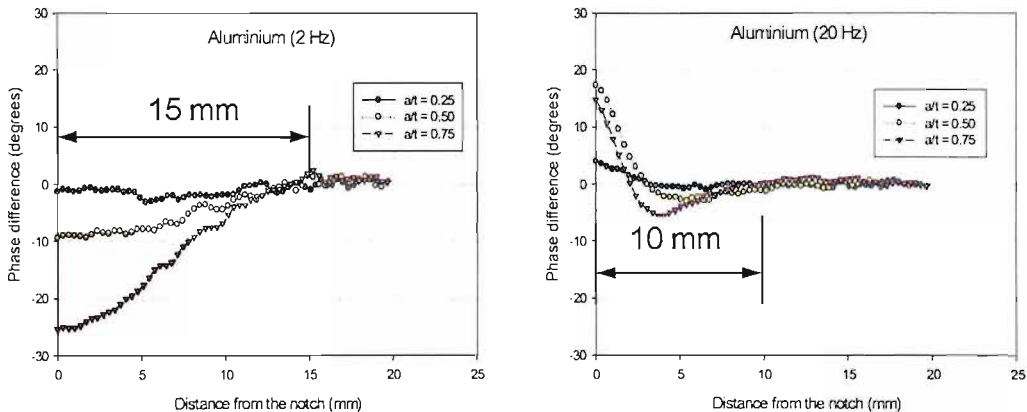 Aluminium (2 Hz)
30
20
10
0
-10
-20
-30
Phase difference (degrees)
15 mm
a/t = 0.25
a/t = 0.50
a/t = 0.75
0
5
10
15
20
25
Distance from the notch (mm)
Aluminium (20 Hz)
30
20
10
0
-10
-20
-30
Phase difference (degrees)
a/t = 0.25
a/t = 0.50
a/t = 0.75
10 mm
0
5
10
15
20
25
Distance from the notch (mm)